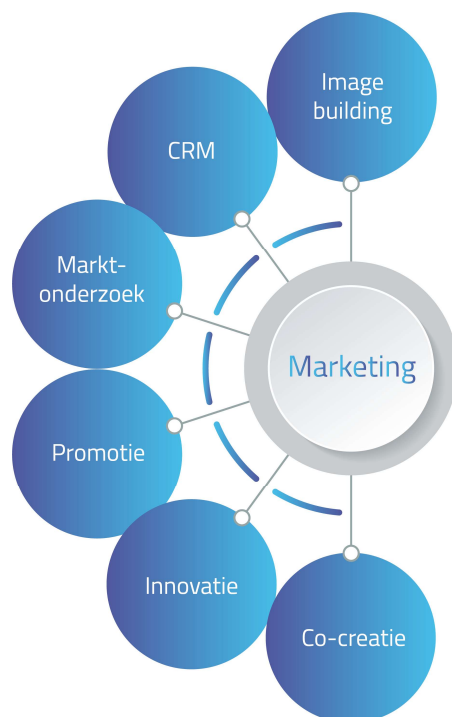 Image
building
CRM
Markt-
onderzoek
Marketing
Promotie
Innovatie
Co-creatie